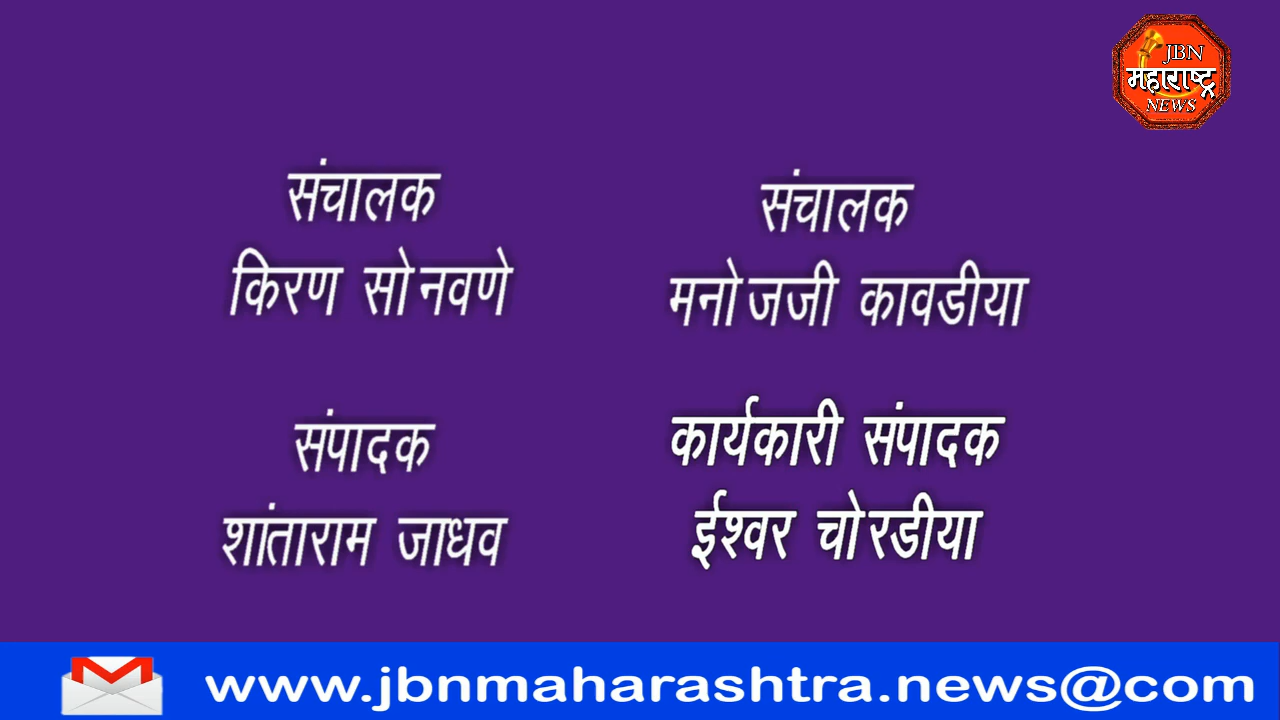 JBN
महाराष्ट्र
NEWS
संचालक
किरण सोनवणे
संचालक
मनोजजी कावडीया
संपादक
शांताराम जाधव
कार्यकारी संपादक
ईश्वर चोरडीया
www.jbnmaharashtra.news@com